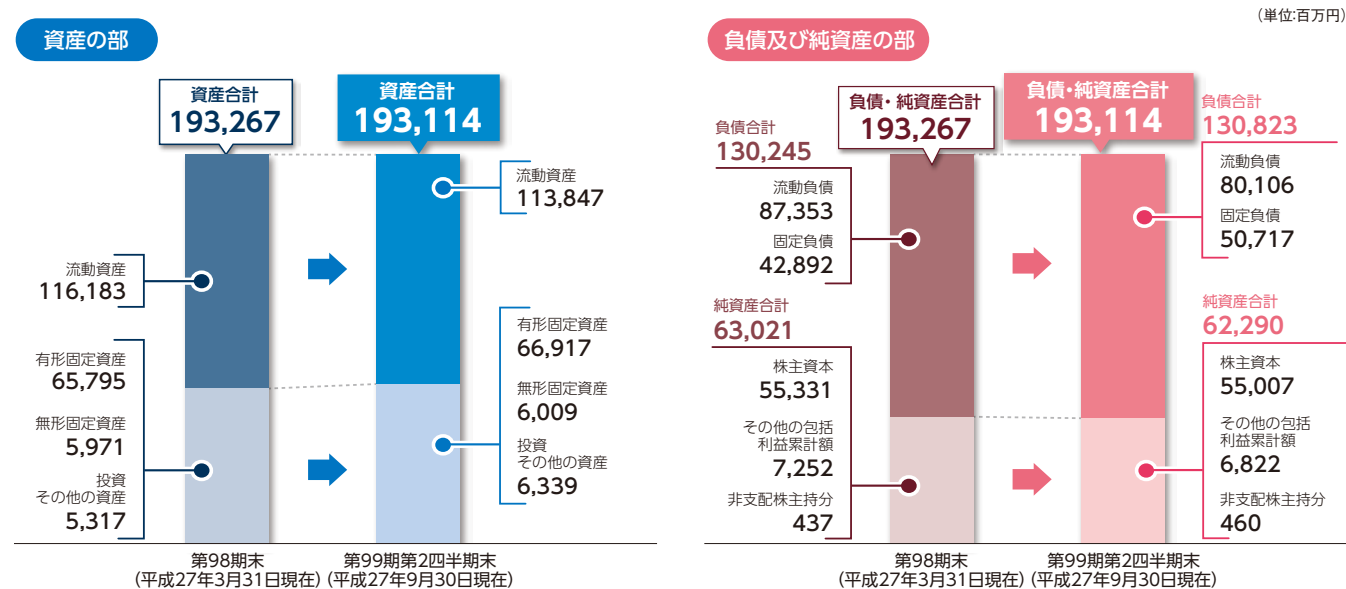 (単位:百万円)
資産の部
資産合計
193,267
資産合計
193,114
流動資産
116,183
有形固定資産
65,795
無形固定資産
5,971
投資
その他の資産
5,317
流動資産
113,847
有形固定資産
66,917
無形固定資産
6,009
投資
その他の資産
6,339
第98期末
(平成27年3月31日現在)
第99期第2四半期末
(平成27年9月30日現在)
負債及び純資産の部
負債・純資産合計
193,267
負債・純資産合計
193,114
負債合計
130,245
流動負債
87,353
固定負債
42,892
純資産合計
63,021
株主資本
55,331
その他の包括
利益累計額
7,252
非支配株主持分
437
負債合計
130,823
流動負債
80,106
固定負債
50,717
純資産合計
62,290
株主資本
55,007
その他の包括
利益累計額
6,822
非支配株主持分
460
第98期末
(平成27年3月31日現在)
第99期第2四半期末
(平成27年9月30日現在)